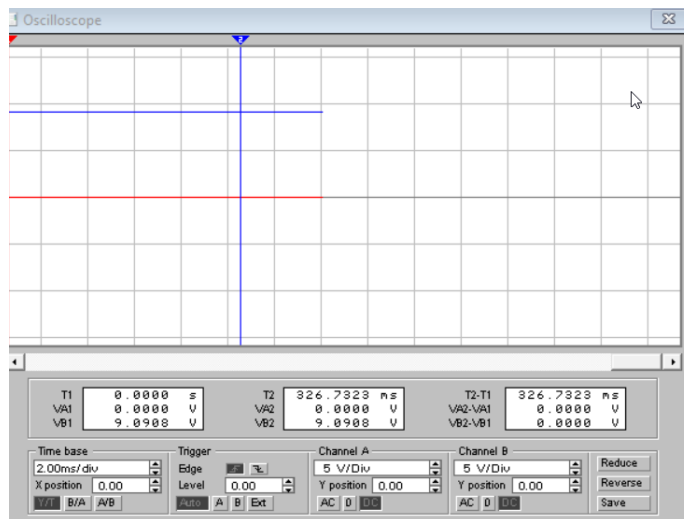 Oscilloscope
2
T1 0.0000 s T2 326.7323 ms T2-T1 326.7323 ms
VA1 0.0000 V VA2 0.0000 V VA2-VA1 0.0000 V
VB1 9.0908 V VB2 9.0908 V VB2-VB1 0.0000 V
Time base Trigger Channel A Channel B
2.00ms/div Edge 5 V/Div 5 V/Div Reduce
X position 0.00 Level 0.00 Y position 0.00 Y position 0.00 Reverse
Y/T B/A A/B Auto A B Ext AC 0 DC AC 0 DC Save